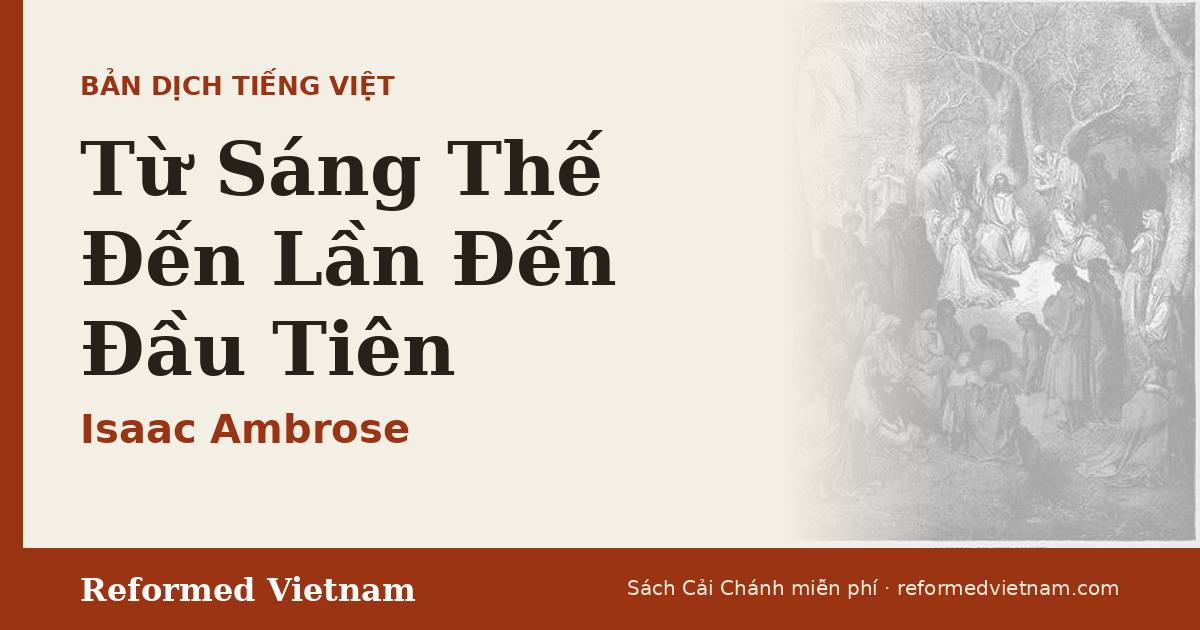 BẢN DỊCH TIẾNG VIỆT
Từ Sáng Thế
Đến Lần Đến
Đầu Tiên
Isaac Ambrose
Reformed Vietnam
Sách Cải Chánh miễn phí · reformedvietnam.com